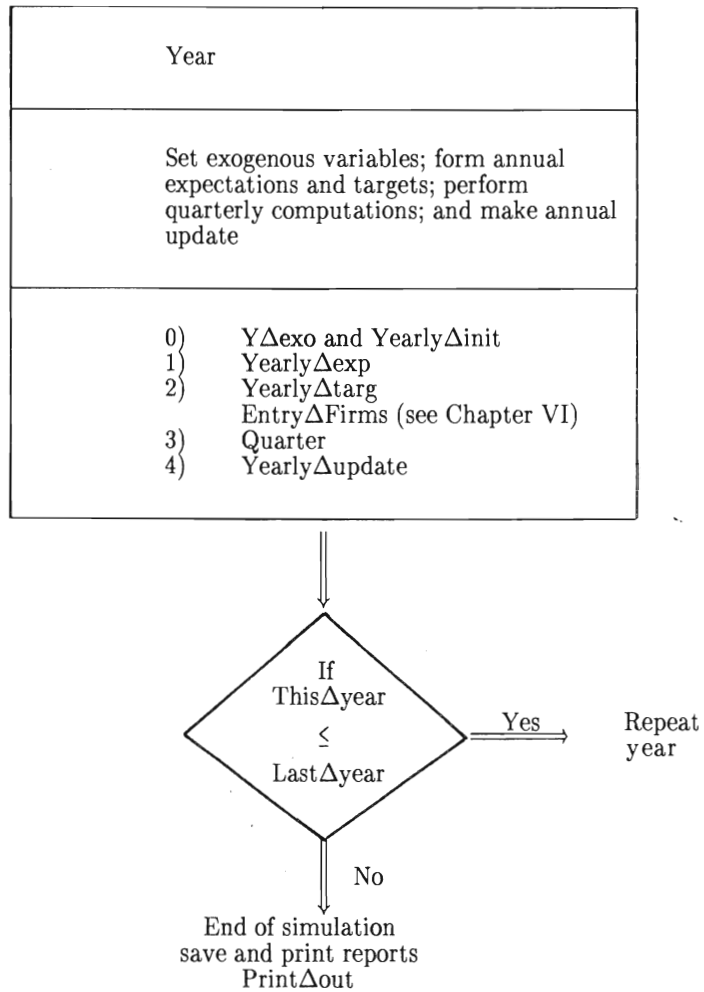 Year
Set exogenous variables; form annual
expectations and targets; perform
quarterly computations; and make annual
update
0) YΔexo and YearlyΔinit
1) YearlyΔexp
2) YearlyΔtarg
EntryΔFirms (see Chapter VI)
3) Quarter
4) YearlyΔupdate
If
ThisΔyear
≤
LastΔyear
Yes
Repeat
year
No
End of simulation
save and print reports
PrintΔout